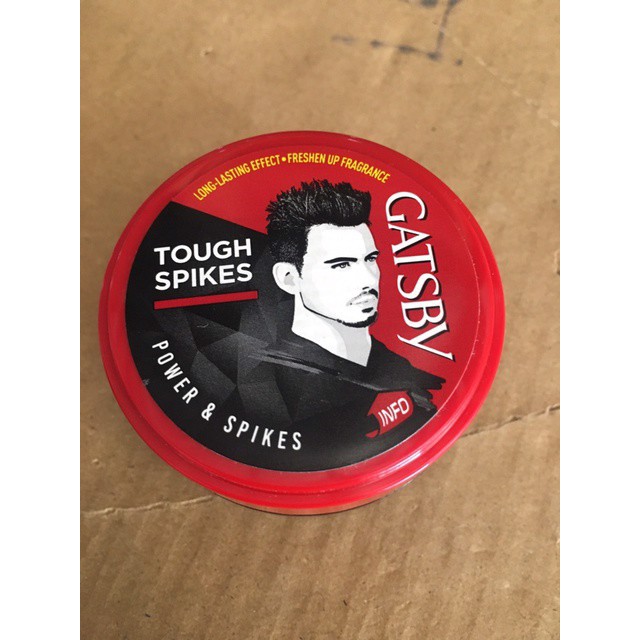 LONG-LASTING EFFECT • FRESHEN UP FRAGRANCE
GATSBY
TOUGH
SPIKES
POWER & SPIKES
INFO